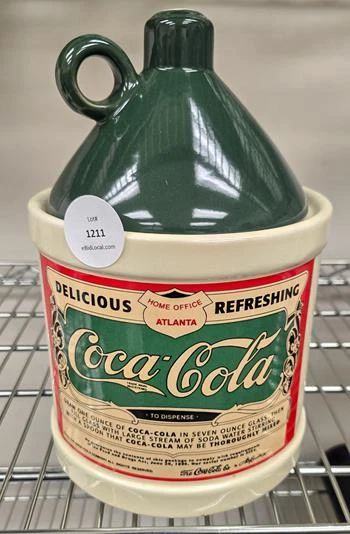 Lot#
1211
eBidLocal.com
DELICIOUS
HOME OFFICE
ATLANTA
REFRESHING
Coca-Cola
· TO DISPENSE ·
ONE OUNCE OF COCA-COLA IN SEVEN OUNCE GLASS, THEN
GLASS WITH LARGE STREAM OF SODA WATER STIRRING
SPOON THAT COCA-COLA MAY BE THOROUGHLY MIXED
The Coca-Cola Co.